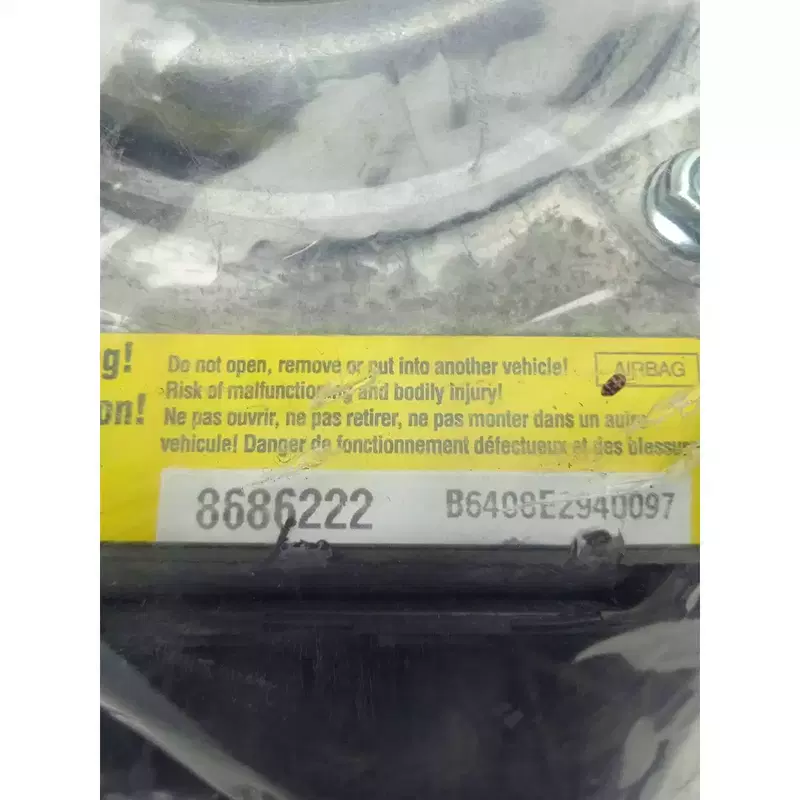 g!
Do not open, remove or put into another vehicle!
AIRBAG
Risk of malfunctioning and bodily injury!
on!
Ne pas ouvrir, ne pas retirer, ne pas monter dans un autre
vehicule! Danger de fonctionnement défectueux et des blessur
8686222
B6408E2940097